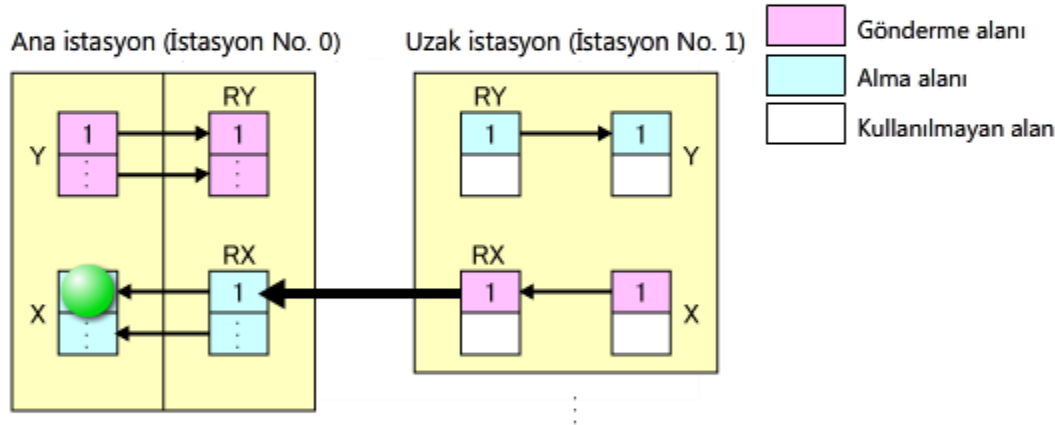 Ana istasyon (İstasyon No. 0)
Uzak istasyon (İstasyon No. 1)
Gönderme alanı
Alma alanı
Kullanılmayan alan
RY
RY
Y
1
1
1
1
Y
⋮
⋮
RX
RX
X
1
1
1
X
⋮
⋮
⋮